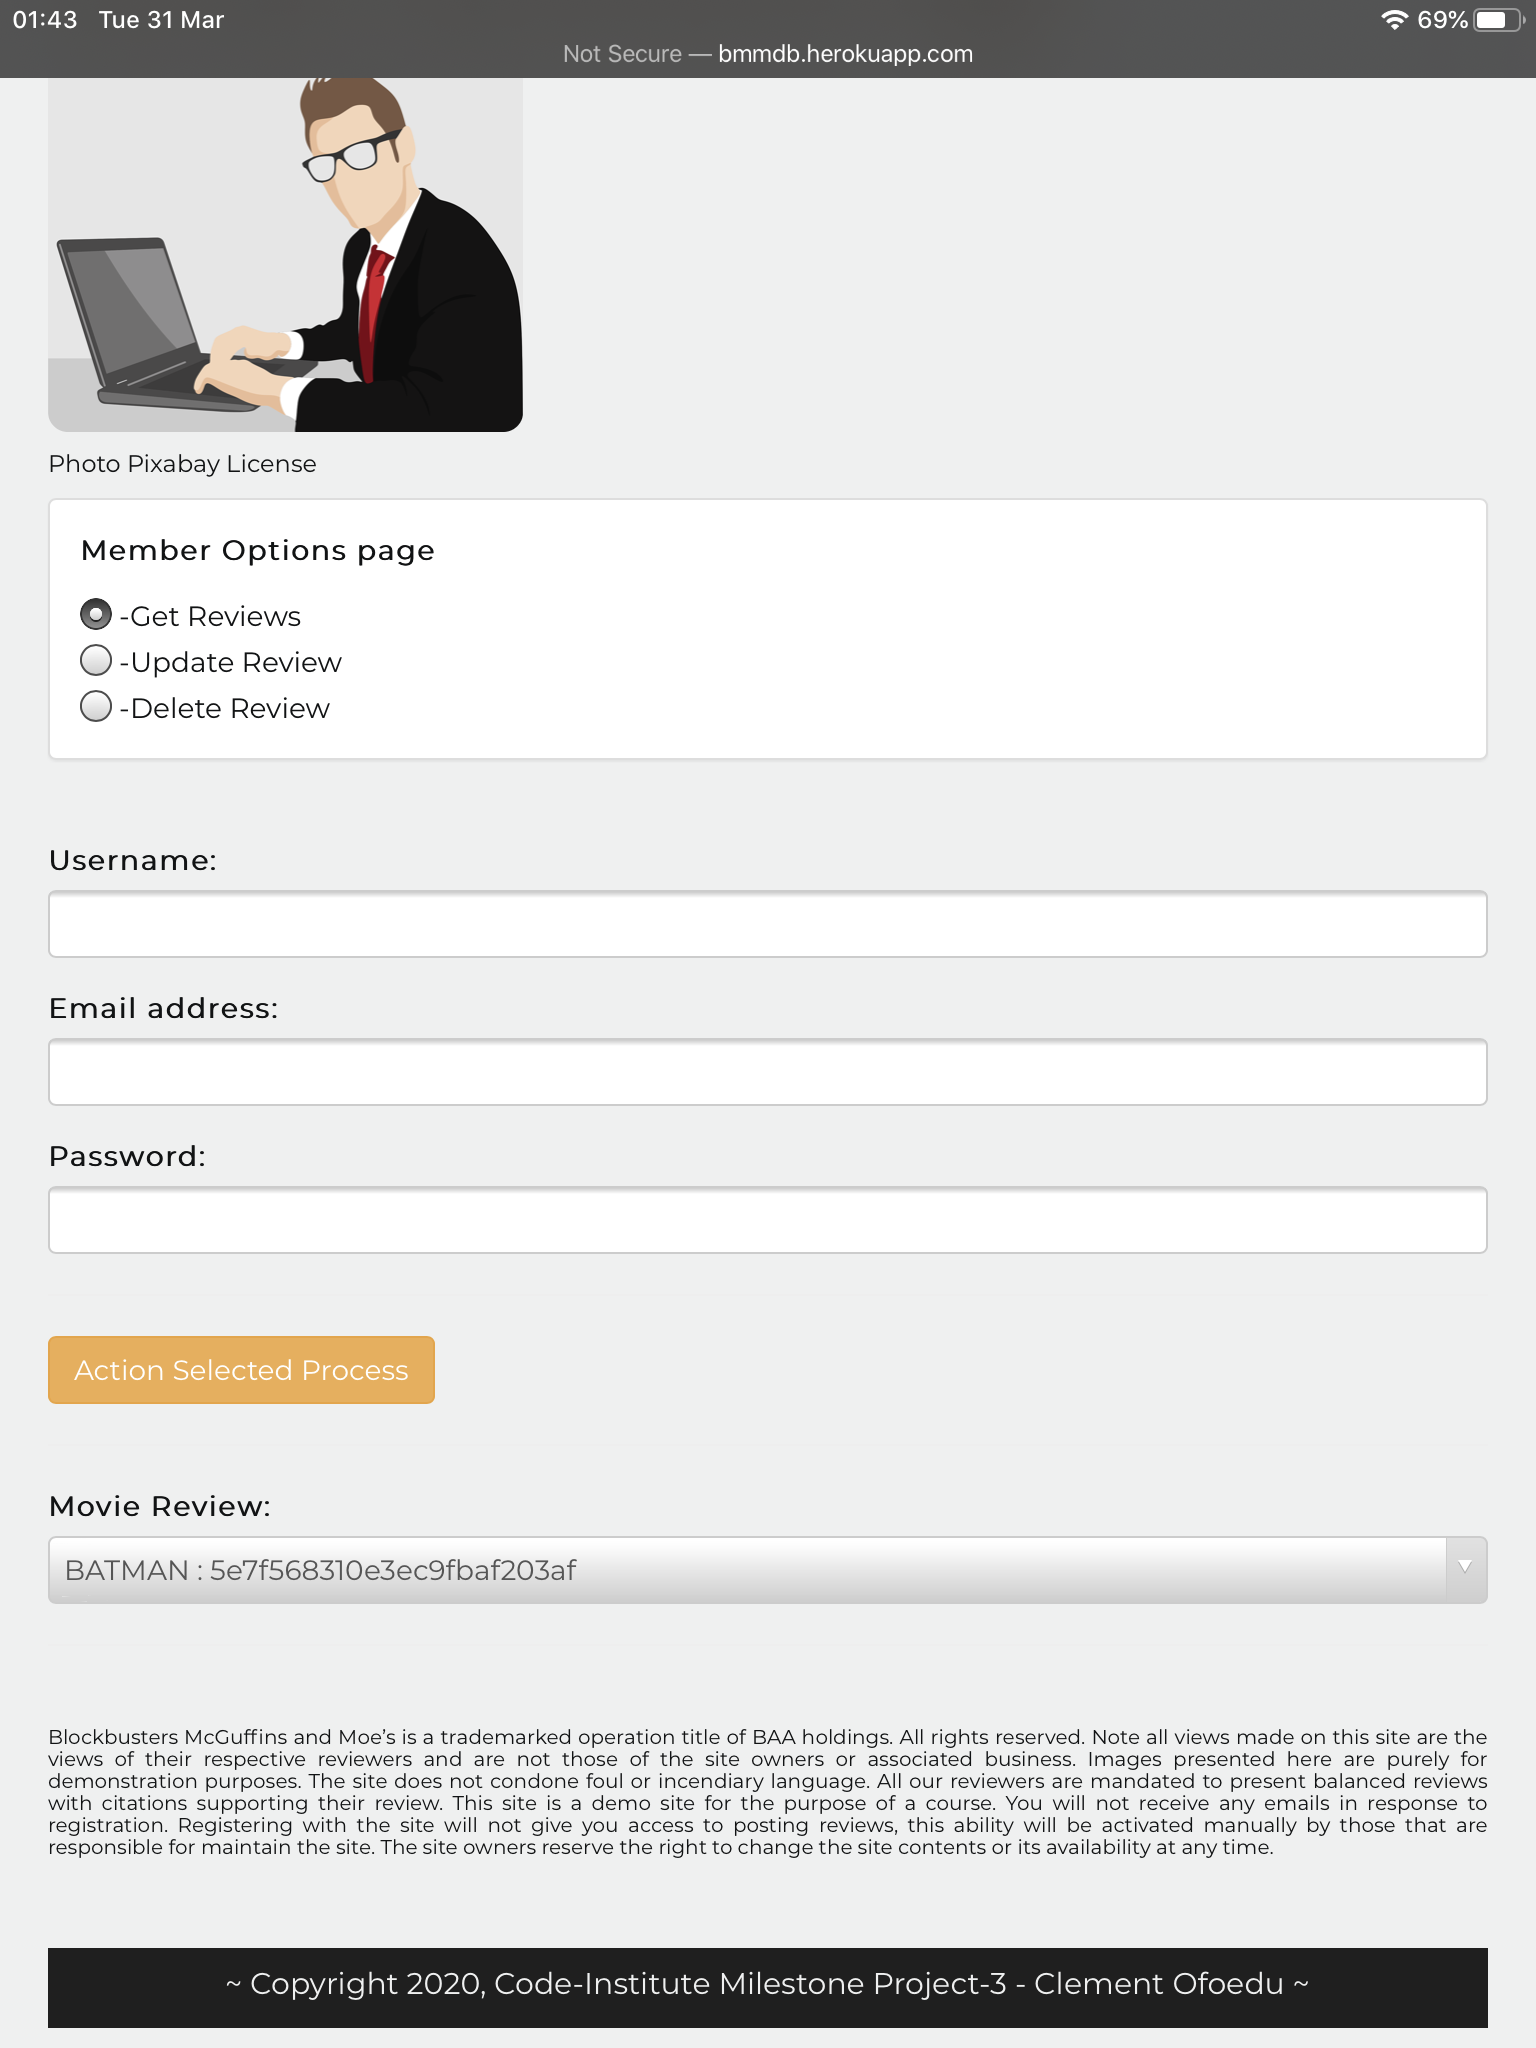 01:43 Tue 31 Mar
69%
Not Secure — bmmdb.herokuapp.com
Photo Pixabay License
Member Options page
-Get Reviews
-Update Review
-Delete Review
Username:
Email address:
Password:
Action Selected Process
Movie Review:
BATMAN : 5e7f568310e3ec9fbaf203af
Blockbusters McGuffins and Moe’s is a trademarked operation title of BAA holdings. All rights reserved. Note all views made on this site are the
views of their respective reviewers and are not those of the site owners or associated business. Images presented here are purely for
demonstration purposes. The site does not condone foul or incendiary language. All our reviewers are mandated to present balanced reviews
with citations supporting their review. This site is a demo site for the purpose of a course. You will not receive any emails in response to
registration. Registering with the site will not give you access to posting reviews, this ability will be activated manually by those that are
responsible for maintain the site. The site owners reserve the right to change the site contents or its availability at any time.
~ Copyright 2020, Code-Institute Milestone Project-3 - Clement Ofoedu ~